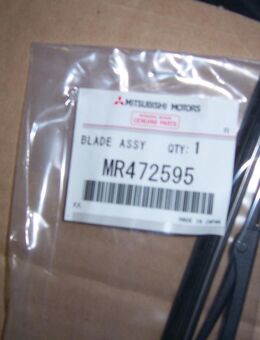 MITSUBISHI MOTORS
GENUINE PARTS
BLADE ASSY QTY: 1
MR472595
MADE IN JAPAN